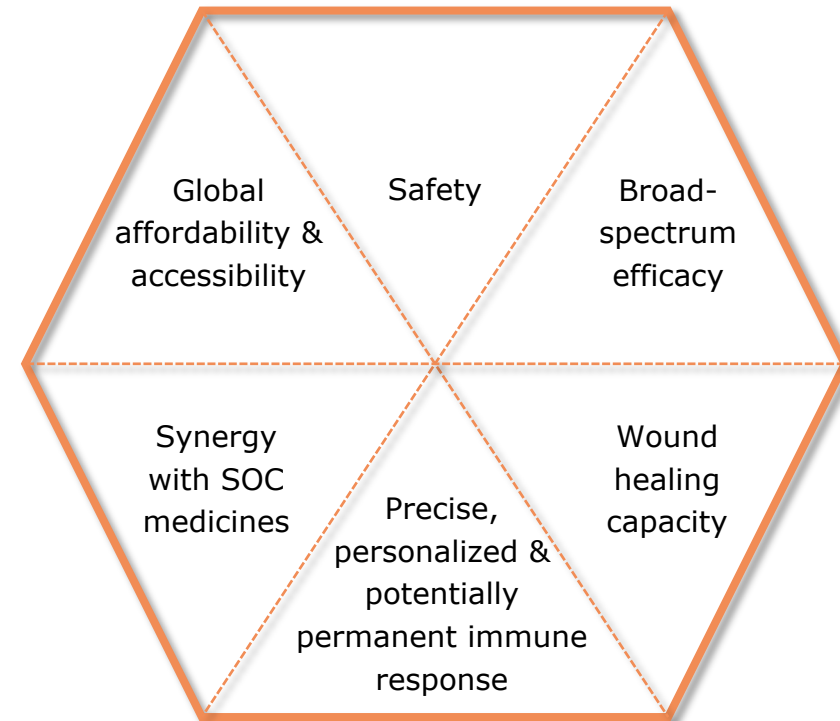 Global
affordability &
accessibility
Safety
Broad-
spectrum
efficacy
Synergy
with SOC
medicines
Precise,
personalized &
potentially
permanent immune
response
Wound
healing
capacity